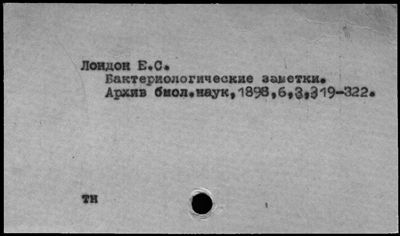 Лондон Е.С.
Бактериологические заметки.
Архив биол.наук,1898,6,3,319-322.
тн